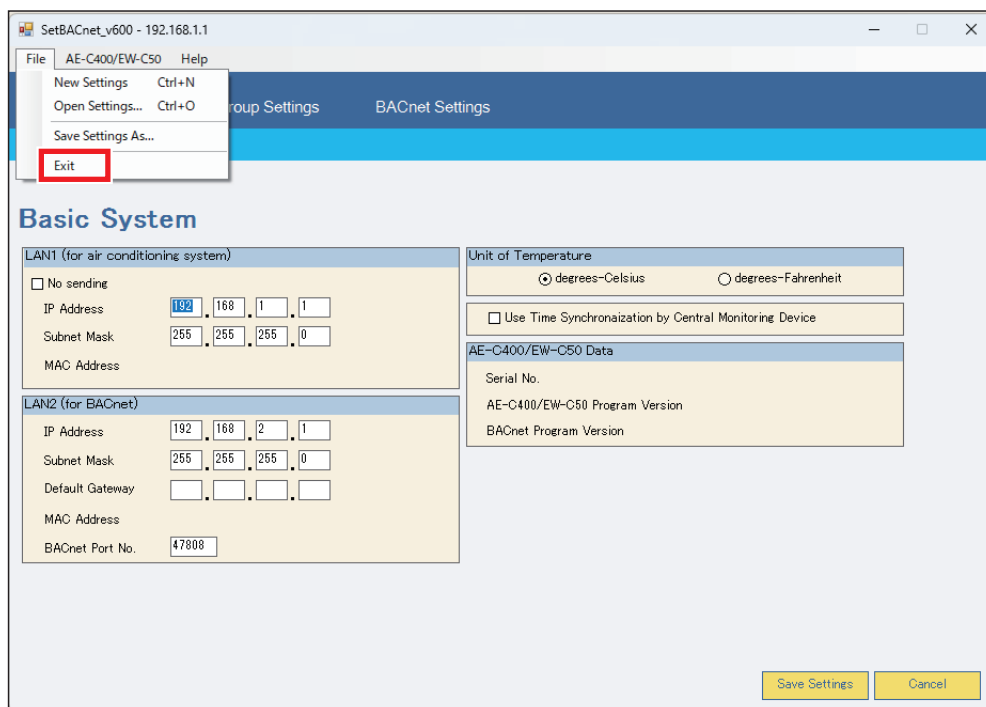 SetBACnet_v600 - 192.168.1.1
File AE-C400/EW-C50 Help
New Settings Ctrl+N
Open Settings... Ctrl+O
Save Settings As...
Exit
roup Settings BACnet Settings
Basic System
LAN1 (for air conditioning system)
No sending
IP Address 192 . 168 . 1 . 1
Subnet Mask 255 . 255 . 255 . 0
MAC Address
LAN2 (for BACnet)
IP Address 192 . 168 . 2 . 1
Subnet Mask 255 . 255 . 255 . 0
Default Gateway . . .
MAC Address
BACnet Port No. 47808
Unit of Temperature
degrees-Celsius degrees-Fahrenheit
Use Time Synchronaization by Central Monitoring Device
AE-C400/EW-C50 Data
Serial No.
AE-C400/EW-C50 Program Version
BACnet Program Version
Save Settings Cancel